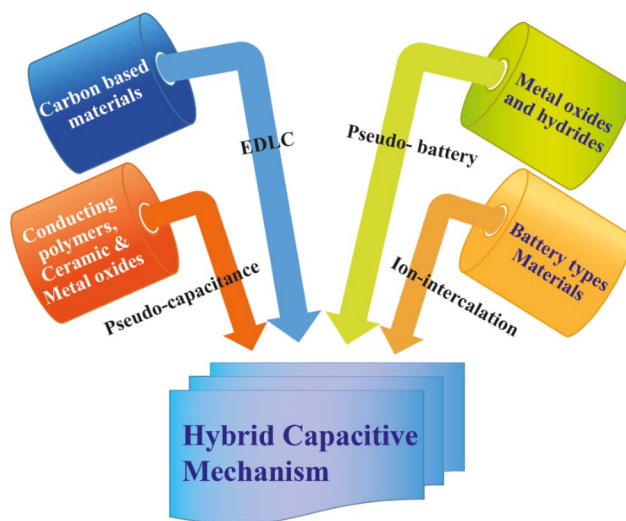 Carbon based
materials
EDLC
Metal oxides
and hydrides
Pseudo- battery
Conducting
polymers,
Ceramic &
Metal oxides
Pseudo-capacitance
Battery types
Materials
Ion-intercalation
Hybrid Capacitive
Mechanism